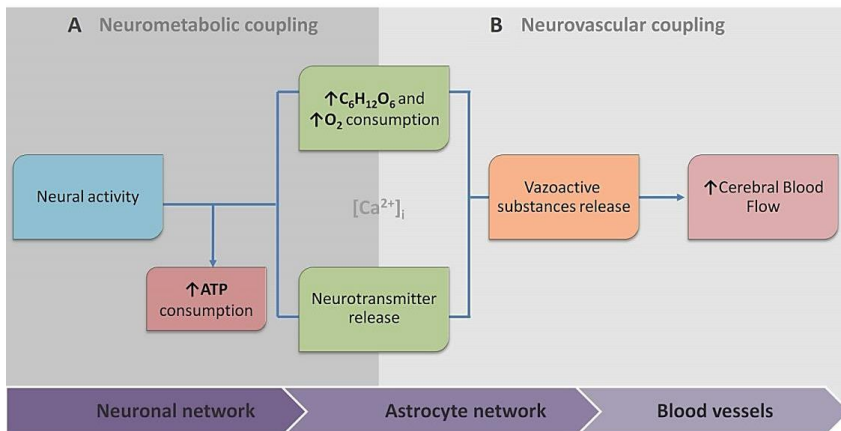 A Neurometabolic coupling
B Neurovascular coupling
↑C₆H₁₂O₆ and
↑O₂ consumption
Neural activity
[Ca²⁺]ᵢ
Vazoactive
substances release
↑Cerebral Blood
Flow
↑ATP
consumption
Neurotransmitter
release
Neuronal network
Astrocyte network
Blood vessels